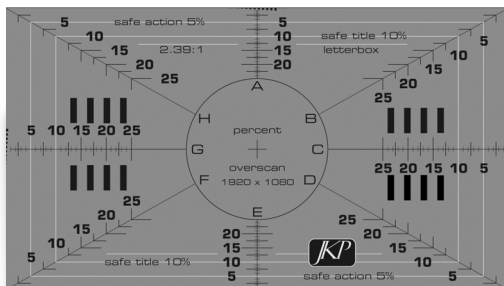 safe action 5%
5 5 5
10 safe title 10% 10
2.39:1 letterbox
15 15 15
20 20 20
25 A 25
H B
percent
5 10 15 20 25 G C 25 20 15 10 5
overscan
1920 x 1080
F D
E
25 25
20 20 20
15 15 15
10 10 10
safe title 10% JKP
5 5 5
safe action 5%